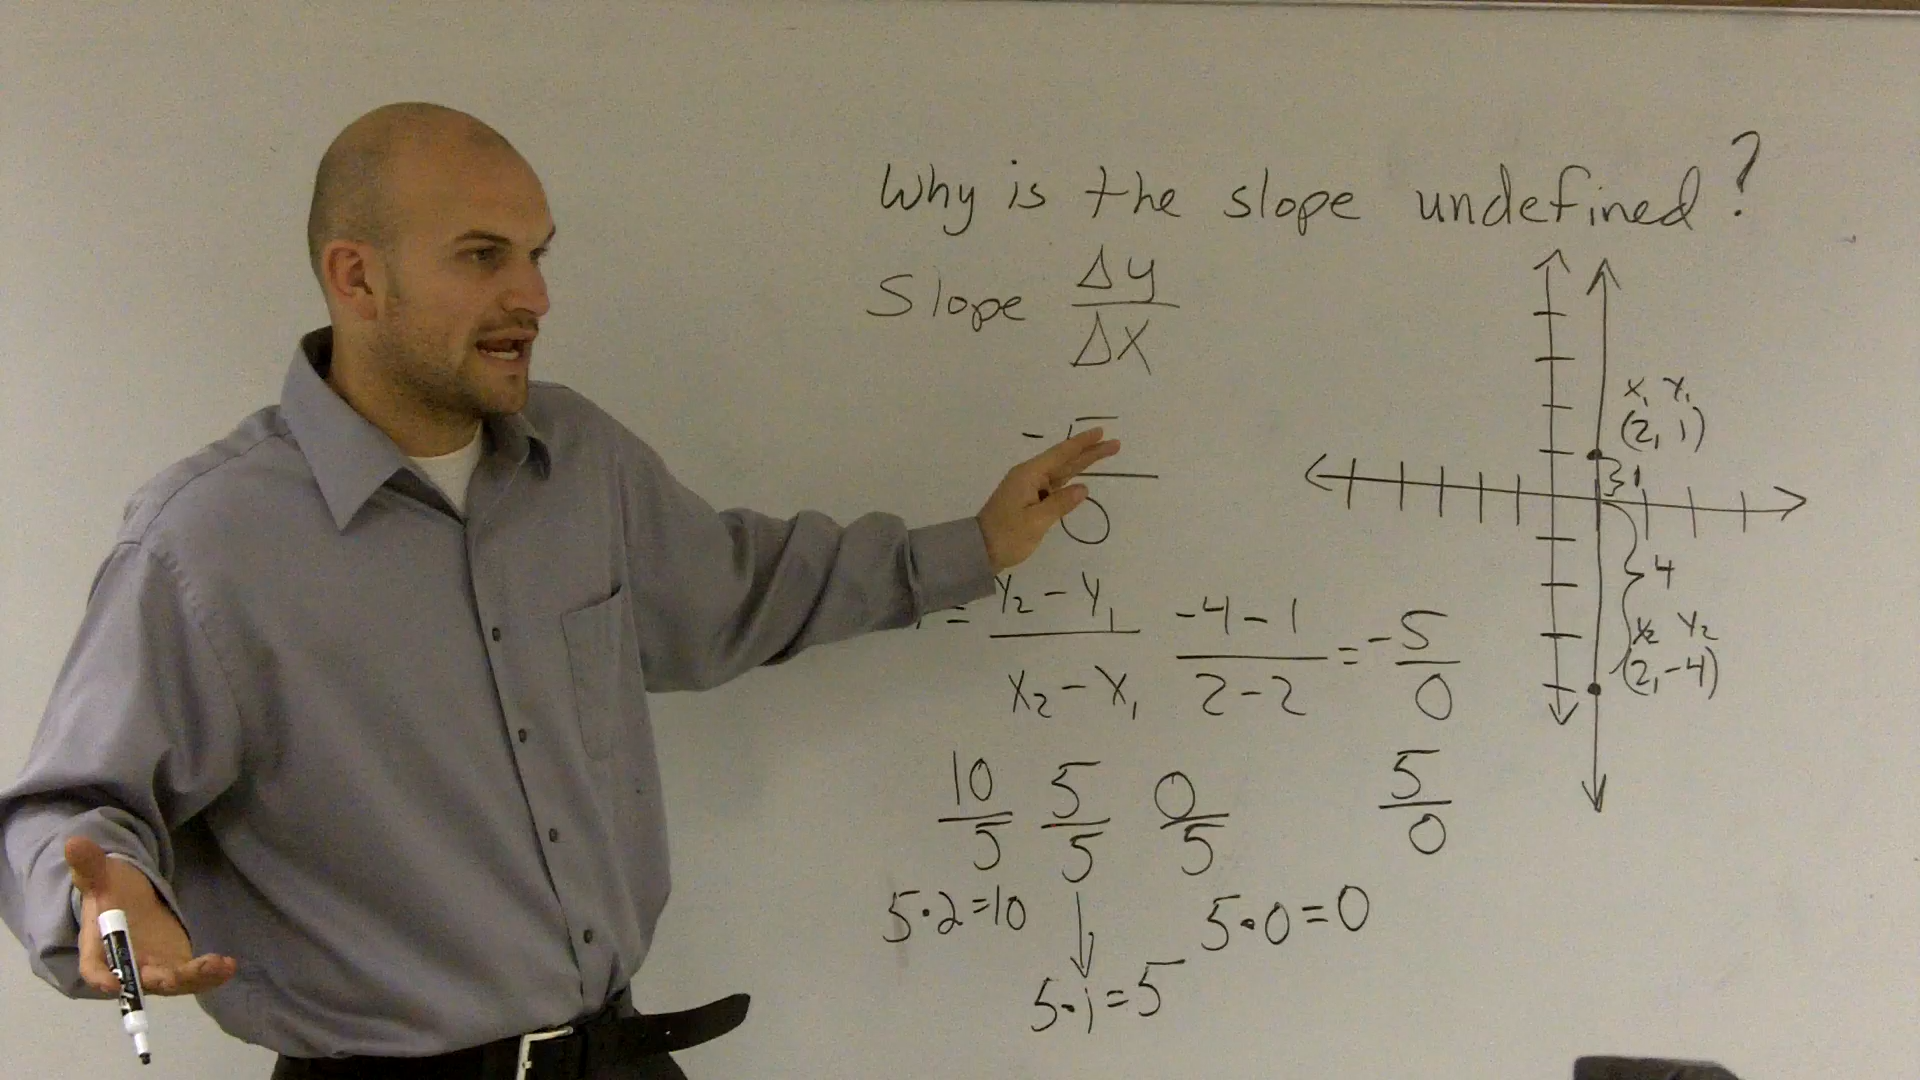 Why is the slope undefined?
Slope Δy/Δx
-5/0
= y₂ - y₁ / x₂ - x₁
-4 - 1 / 2 - 2 = -5/0
10/5 5/5 0/5 5/0
5·2=10
5·0=0
5·1=5
x₁ y₁
(2, 1)
1
4
x₂ y₂
(2, -4)